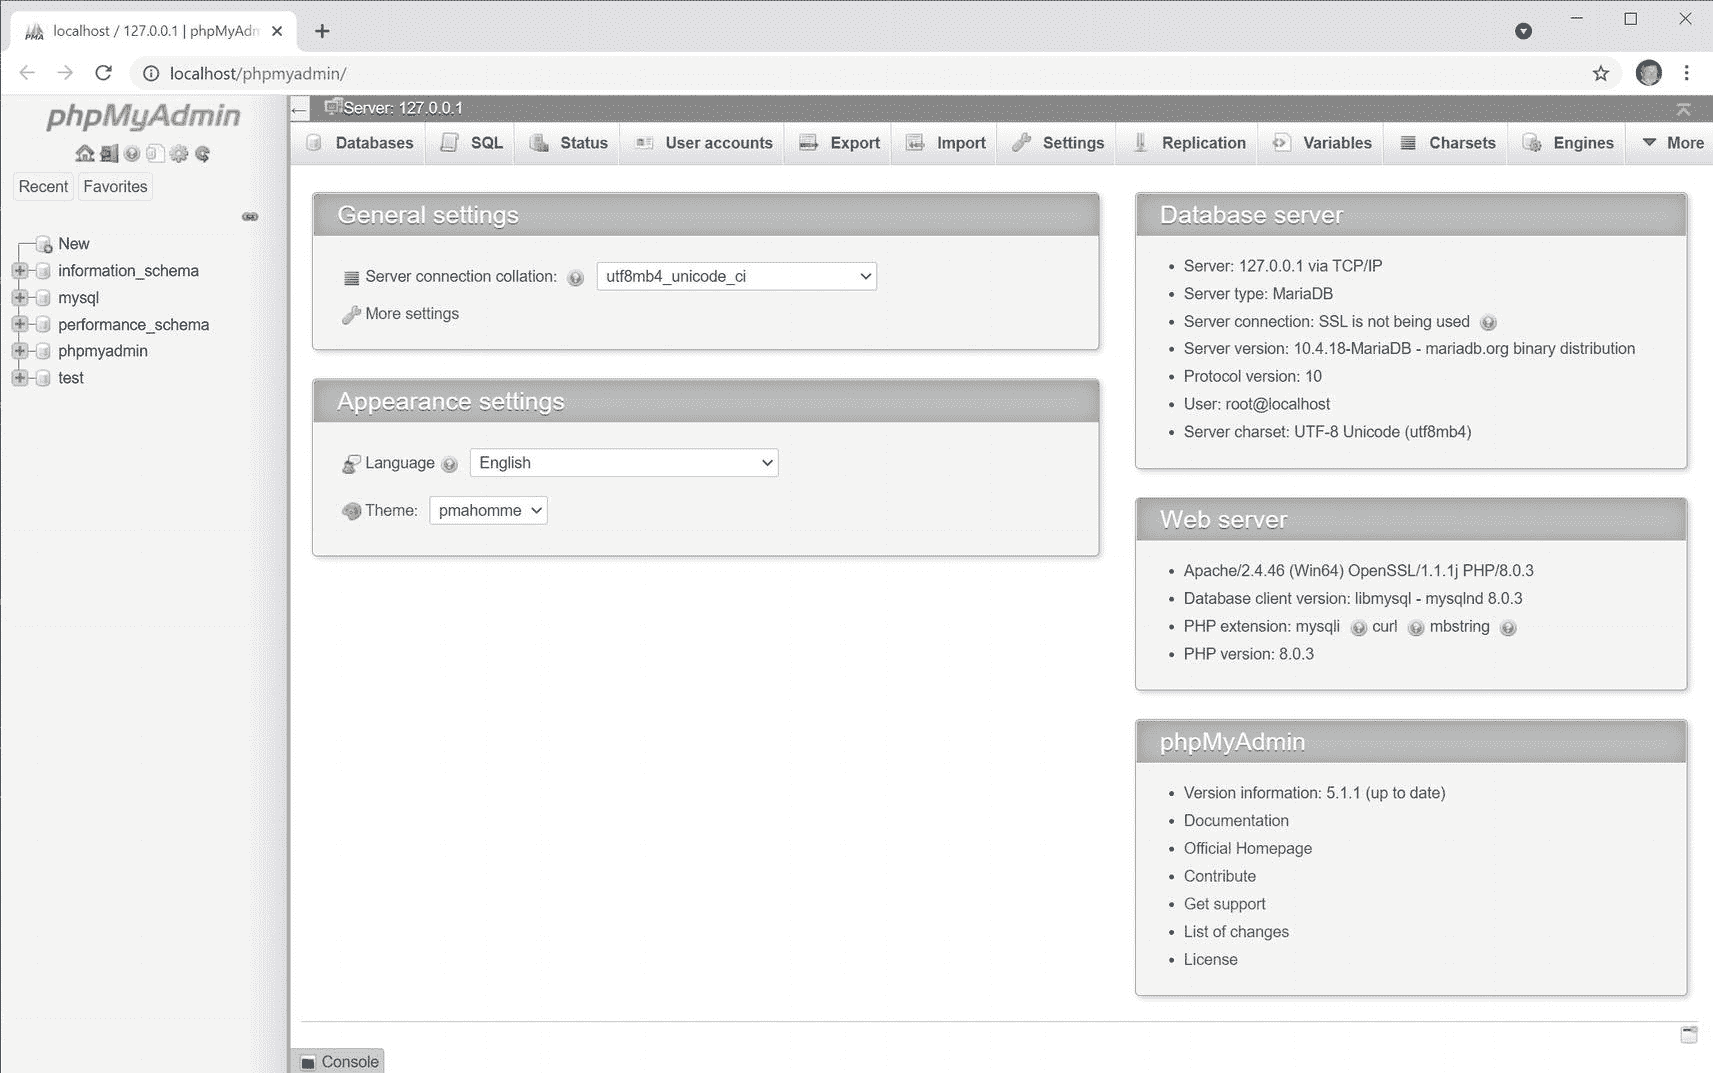 localhost / 127.0.0.1 | phpMyAdn
localhost/phpmyadmin/
phpMyAdmin
Recent Favorites
New
information_schema
mysql
performance_schema
phpmyadmin
test
Server: 127.0.0.1
Databases SQL Status User accounts Export Import Settings Replication Variables Charsets Engines More
General settings
Server connection collation: utf8mb4_unicode_ci
More settings
Appearance settings
Language English
Theme: pmahomme
Database server
Server: 127.0.0.1 via TCP/IP
Server type: MariaDB
Server connection: SSL is not being used
Server version: 10.4.18-MariaDB - mariadb.org binary distribution
Protocol version: 10
User: root@localhost
Server charset: UTF-8 Unicode (utf8mb4)
Web server
Apache/2.4.46 (Win64) OpenSSL/1.1.1j PHP/8.0.3
Database client version: libmysql - mysqlnd 8.0.3
PHP extension: mysqli curl mbstring
PHP version: 8.0.3
phpMyAdmin
Version information: 5.1.1 (up to date)
Documentation
Official Homepage
Contribute
Get support
List of changes
License
Console